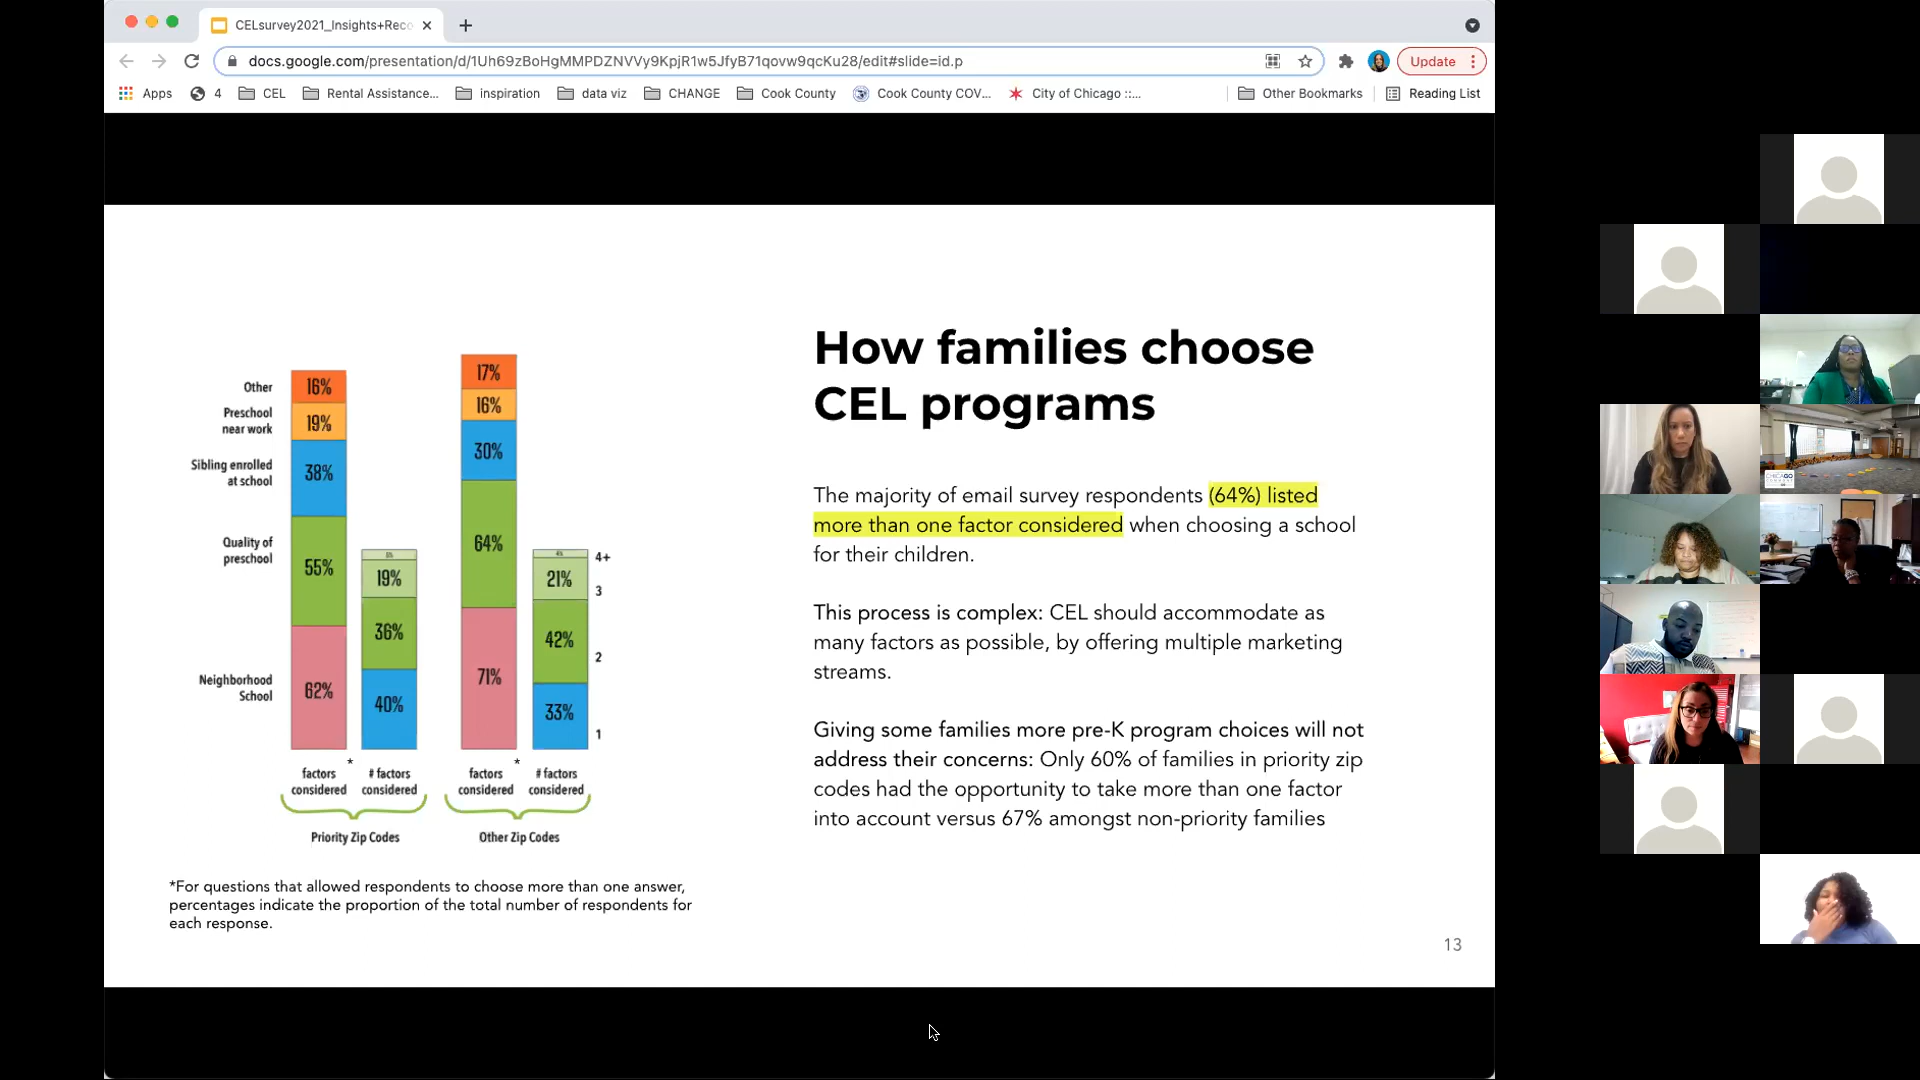 CELsurvey2021_Insights+Reco
docs.google.com/presentation/d/1Uh69zBoHgMMPDZNVVy9KpjR1w5JfyB71qovw9qcKu28/edit#slide=id.p
Update
Apps
4
CEL
Rental Assistance...
inspiration
data viz
CHANGE
Cook County
Cook County COV...
City of Chicago ::...
Other Bookmarks
Reading List
How families choose
CEL programs
The majority of email survey respondents (64%) listed
more than one factor considered when choosing a school
for their children.
This process is complex: CEL should accommodate as
many factors as possible, by offering multiple marketing
streams.
Giving some families more pre-K program choices will not
address their concerns: Only 60% of families in priority zip
codes had the opportunity to take more than one factor
into account versus 67% amongst non-priority families
Other
Preschool
near work
Sibling enrolled
at school
Quality of
preschool
Neighborhood
School
16%
19%
38%
55%
62%
19%
36%
40%
17%
16%
30%
64%
71%
21%
42%
33%
4+
3
2
1
*
*
factors
considered
# factors
considered
factors
considered
# factors
considered
Priority Zip Codes
Other Zip Codes
*For questions that allowed respondents to choose more than one answer,
percentages indicate the proportion of the total number of respondents for
each response.
13